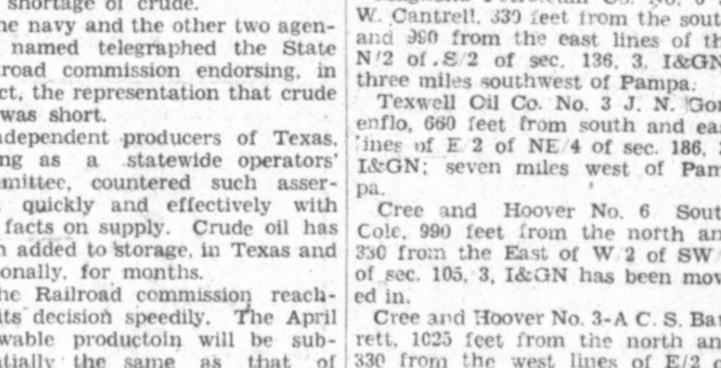 shortage of crude.
he navy and the other two agen-
named telegraphed the State
road commission endorsing, in
ct, the representation that crude
was short.
dependent producers of Texas,
ng as a statewide operators'
mittee, countered such asser-
quickly and effectively with
facts on supply. Crude oil has
n added to storage, in Texas and
onally, for months.
he Railroad commission reach-
its decision speedily. The April
wable productoin will be sub-
tially the same as that of
W. Cantrell, 330 feet from the sout
and 990 from the east lines of th
N/2 of S/2 of sec. 136, 3, I&GN
three miles southwest of Pampa.
Texwell Oil Co. No. 3 J. N. Gon
enflo, 660 feet from south and eas
lines of E/2 of NE/4 of sec. 186,
I&GN; seven miles west of Pam
pa.
Cree and Hoover No. 6 Sout
Cole, 990 feet from the north an
330 from the East of W/2 of SW
of sec. 105, 3, I&GN has been mov
ed in.
Cree and Hoover No. 3-A C. S. Bar
rett, 1025 feet from the north an
330 from the west lines of E/2 o